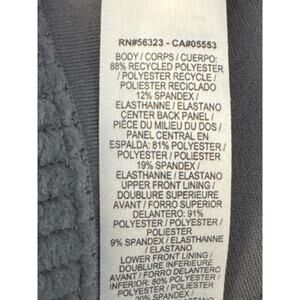 RN#56323 - CA#05553
BODY / CORPS / CUERPO:
88% RECYCLED POLYESTER
/ POLYESTER RECYCLE /
POLIESTER RECICLADO
12% SPANDEX /
ELASTHANNE / ELASTANO
CENTER BACK PANEL /
PIÈCE DU MILIEU DU DOS /
PANEL CENTRAL EN
ESPALDA: 81% POLYESTER
/ POLYESTER / POLIESTER
19% SPANDEX /
ELASTHANNE / ELASTANO
UPPER FRONT LINING /
DOUBLURE SUPERIEURE
AVANT / FORRO SUPERIOR
DELANTERO: 91%
POLYESTER / POLYESTER /
POLIESTER
9% SPANDEX / ELASTHANNE
/ ELASTANO
LOWER FRONT LINING /
DOUBLURE INFERIEURE
AVANT / FORRO DELANTERO
INFERIOR: 80% POLYESTER /
POLYESTER / POLIESTER
20% SPANDEX /